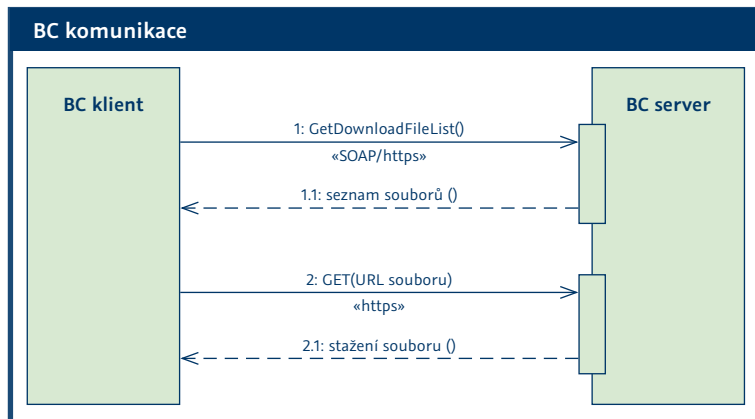 BC komunikace
BC klient
BC server
1: GetDownloadFileList()
«SOAP/https»
1.1: seznam souborů ()
2: GET(URL souboru)
«https»
2.1: stažení souboru ()